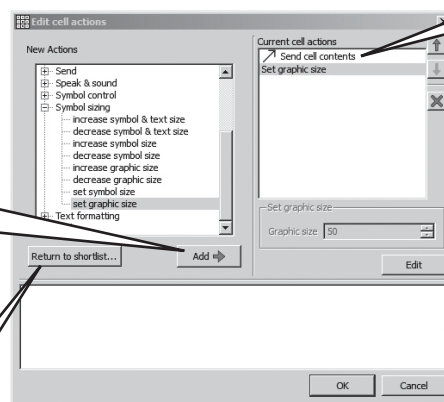 Edit cell actions
New Actions
Send
Speak & sound
Symbol control
Symbol sizing
increase symbol & text size
decrease symbol & text size
increase symbol size
decrease symbol size
increase graphic size
decrease graphic size
set symbol size
set graphic size
Text formatting
Return to shortlist...
Add
Current cell actions
Send cell contents
Set graphic size
Set graphic size
Graphic size 50
Edit
OK Cancel